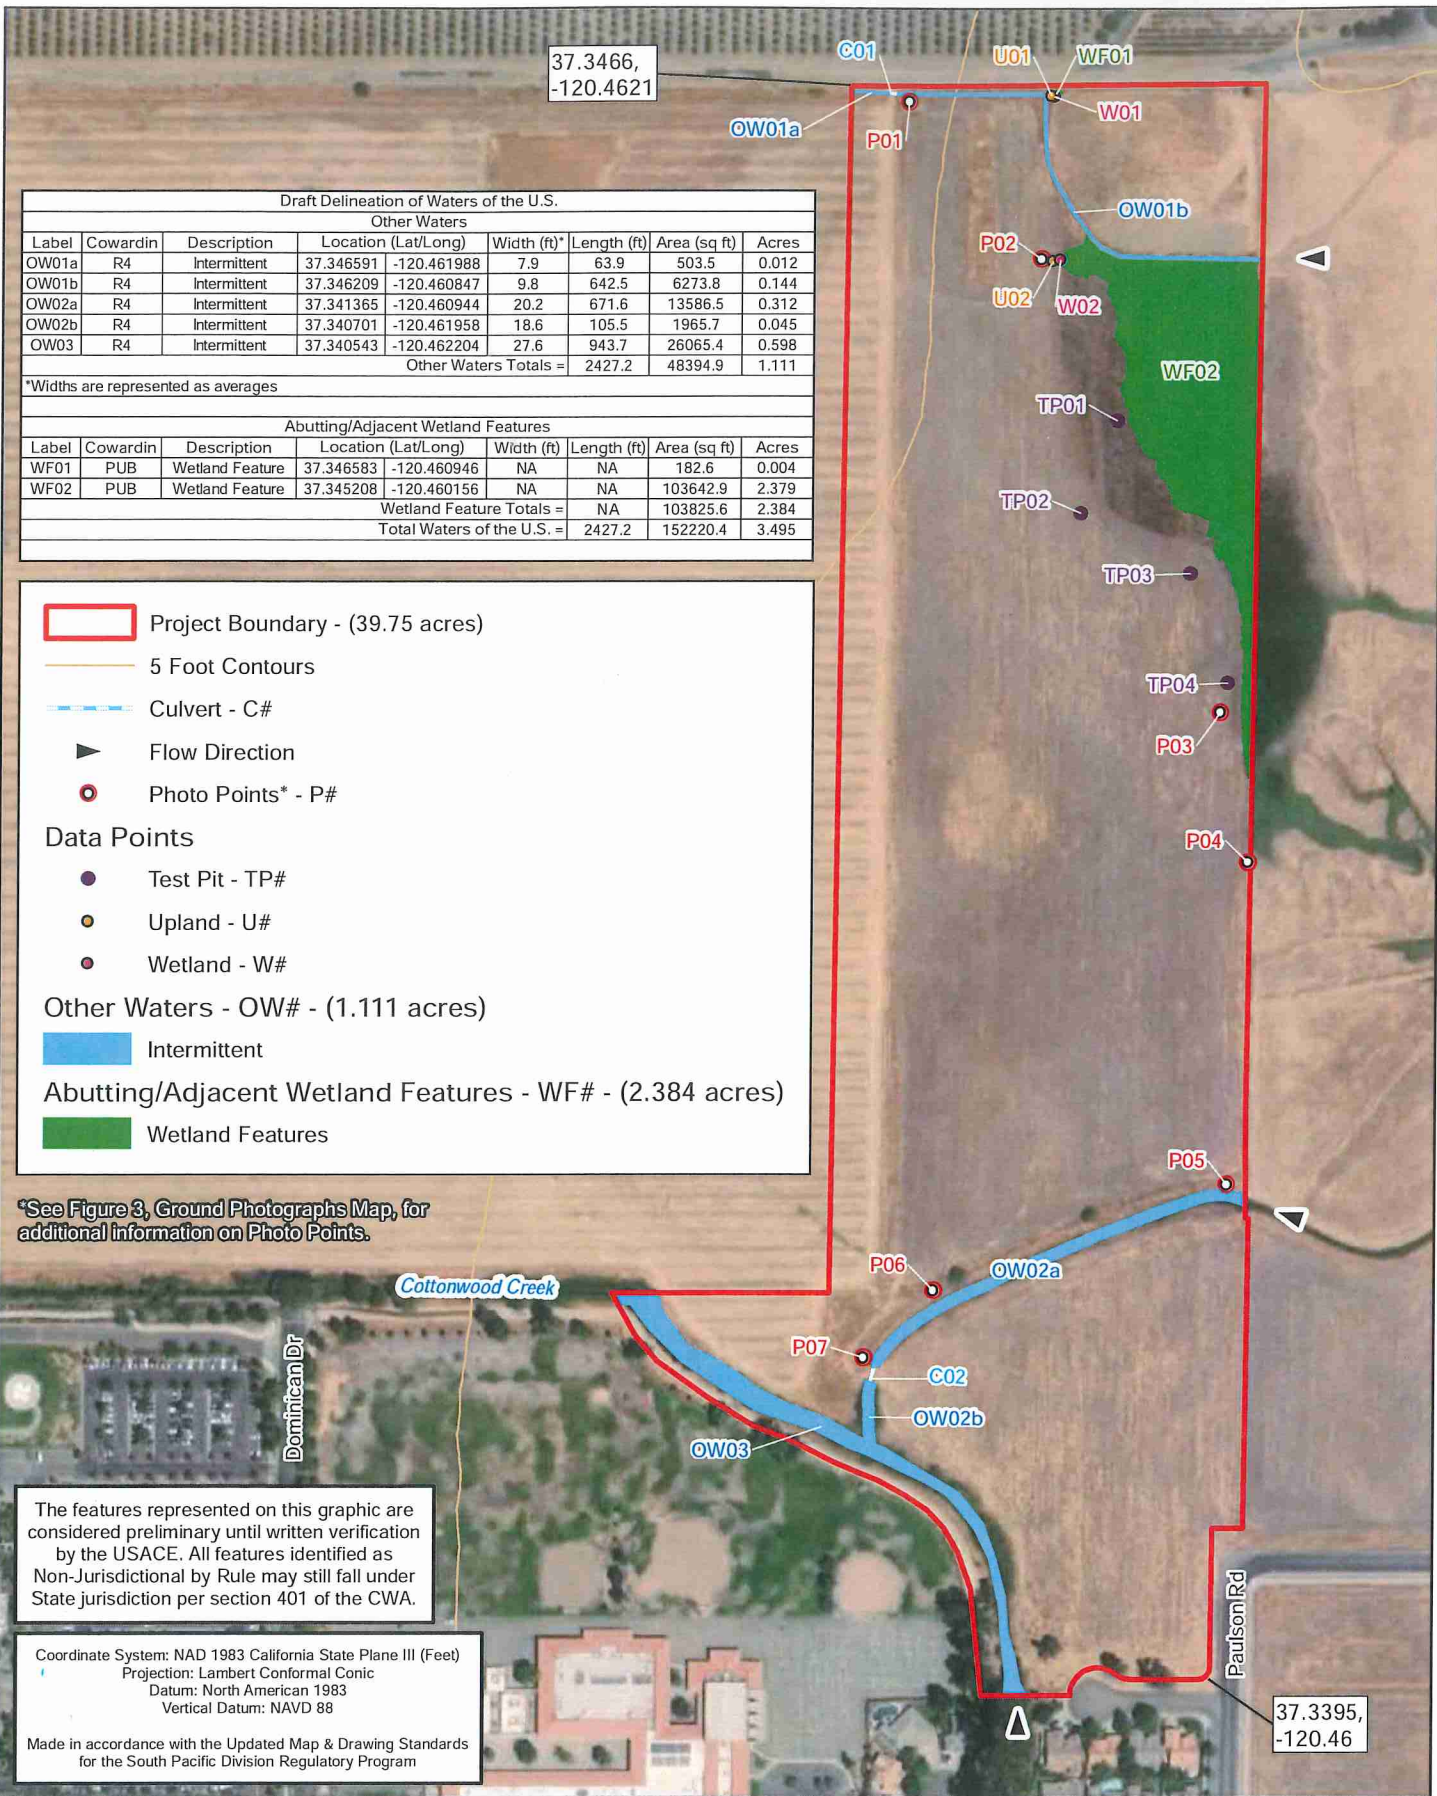 37.3466,
-120.4621
C01
U01
WF01
W01
OW01a
P01
OW01b
P02
U02
W02
WF02
TP01
TP02
TP03
TP04
P03
P04
P05
OW02a
P06
P07
C02
OW02b
OW03
Cottonwood Creek
Dominican Dr
Paulson Rd
37.3395,
-120.46
Draft Delineation of Waters of the U.S.
Other Waters
Label Cowardin Description Location (Lat/Long) Width (ft)* Length (ft) Area (sq ft) Acres
OW01a R4 Intermittent 37.346591 -120.461988 7.9 63.9 503.5 0.012
OW01b R4 Intermittent 37.346209 -120.460847 9.8 642.5 6273.8 0.144
OW02a R4 Intermittent 37.341365 -120.460944 20.2 671.6 13586.5 0.312
OW02b R4 Intermittent 37.340701 -120.461958 18.6 105.5 1965.7 0.045
OW03 R4 Intermittent 37.340543 -120.462204 27.6 943.7 26065.4 0.598
Other Waters Totals = 2427.2 48394.9 1.111
*Widths are represented as averages
Abutting/Adjacent Wetland Features
Label Cowardin Description Location (Lat/Long) Width (ft) Length (ft) Area (sq ft) Acres
WF01 PUB Wetland Feature 37.346583 -120.460946 NA NA 182.6 0.004
WF02 PUB Wetland Feature 37.345208 -120.460156 NA NA 103642.9 2.379
Wetland Feature Totals = NA 103825.6 2.384
Total Waters of the U.S. = 2427.2 152220.4 3.495
Project Boundary - (39.75 acres)
5 Foot Contours
Culvert - C#
Flow Direction
Photo Points* - P#
Data Points
Test Pit - TP#
Upland - U#
Wetland - W#
Other Waters - OW# - (1.111 acres)
Intermittent
Abutting/Adjacent Wetland Features - WF# - (2.384 acres)
Wetland Features
*See Figure 3, Ground Photographs Map, for
additional information on Photo Points.
The features represented on this graphic are
considered preliminary until written verification
by the USACE. All features identified as
Non-Jurisdictional by Rule may still fall under
State jurisdiction per section 401 of the CWA.
Coordinate System: NAD 1983 California State Plane III (Feet)
Projection: Lambert Conformal Conic
Datum: North American 1983
Vertical Datum: NAVD 88
Made in accordance with the Updated Map & Drawing Standards
for the South Pacific Division Regulatory Program